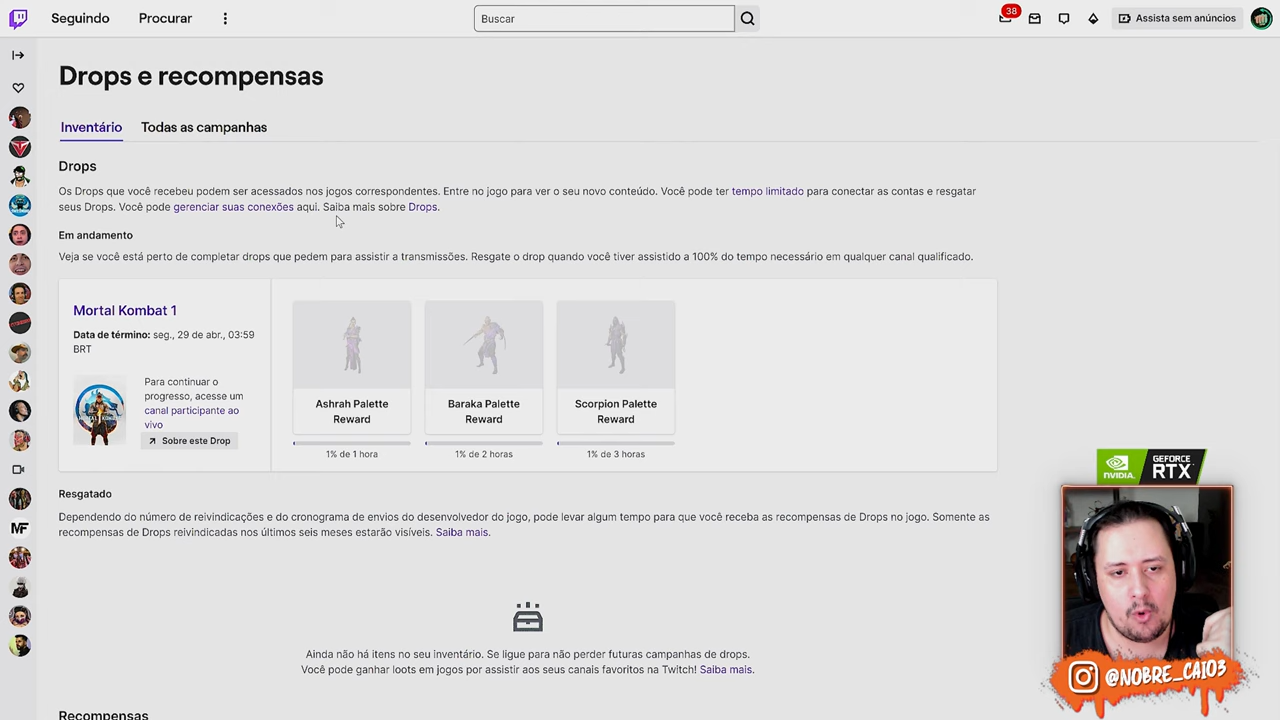 Seguindo
Procurar
Buscar
38
Assista sem anúncios
Drops e recompensas
Inventário
Todas as campanhas
Drops
Os Drops que você recebeu podem ser acessados nos jogos correspondentes. Entre no jogo para ver o seu novo conteúdo. Você pode ter tempo limitado para conectar as contas e resgatar
seus Drops. Você pode gerenciar suas conexões aqui. Saiba mais sobre Drops.
Em andamento
Veja se você está perto de completar drops que pedem para assistir a transmissões. Resgate o drop quando você tiver assistido a 100% do tempo necessário em qualquer canal qualificado.
Mortal Kombat 1
Data de término: seg., 29 de abr., 03:59
BRT
Para continuar o
progresso, acesse um
canal participante ao
vivo
Sobre este Drop
Ashrah Palette
Reward
1% de 1 hora
Baraka Palette
Reward
1% de 2 horas
Scorpion Palette
Reward
1% de 3 horas
Resgatado
Dependendo do número de reivindicações e do cronograma de envios do desenvolvedor do jogo, pode levar algum tempo para que você receba as recompensas de Drops no jogo. Somente as
recompensas de Drops reivindicadas nos últimos seis meses estarão visíveis. Saiba mais.
MF
Ainda não há itens no seu inventário. Se ligue para não perder futuras campanhas de drops.
Você pode ganhar loots em jogos por assistir aos seus canais favoritos na Twitch! Saiba mais.
Recompensas
NVIDIA.
GEFORCE
RTX
@NOBRE_CAIO3